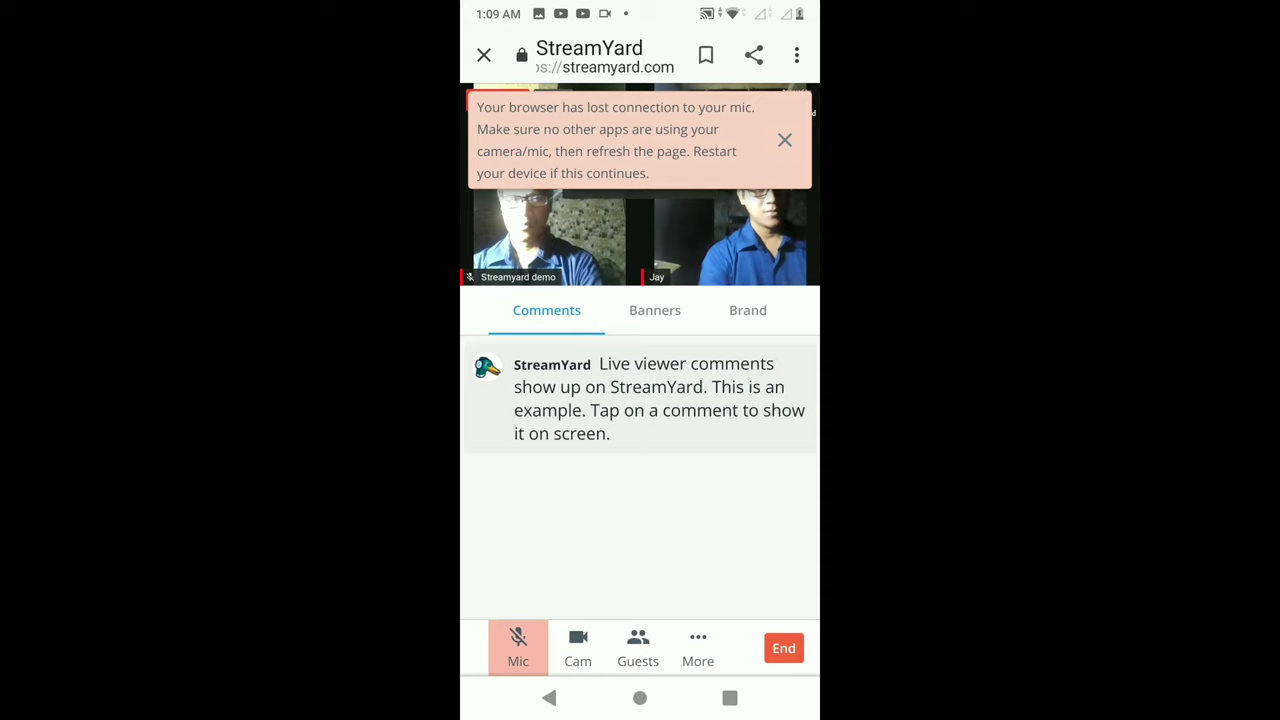 1:09 AM
StreamYard
ps://streamyard.com
Your browser has lost connection to your mic.
Make sure no other apps are using your
camera/mic, then refresh the page. Restart
your device if this continues.
Streamyard demo
Jay
Comments
Banners
Brand
StreamYard Live viewer comments
show up on StreamYard. This is an
example. Tap on a comment to show
it on screen.
Mic
Cam
Guests
More
End